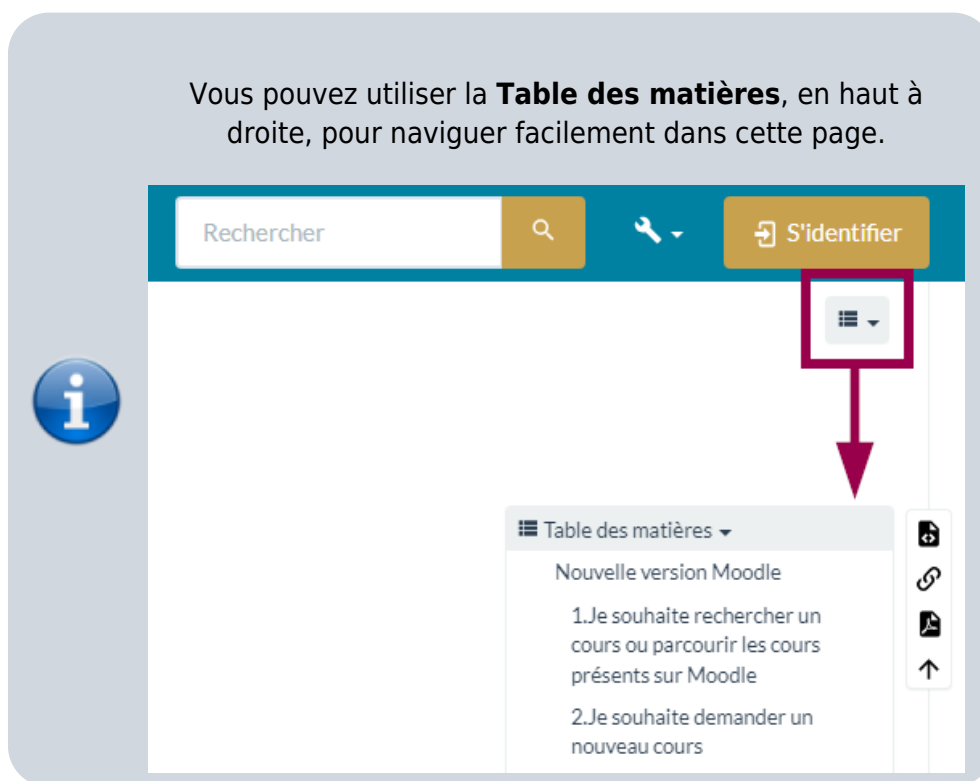 Vous pouvez utiliser la Table des matières, en haut à
droite, pour naviguer facilement dans cette page.
Rechercher
S'identifier
Table des matières
Nouvelle version Moodle
1.Je souhaite rechercher un
cours ou parcourir les cours
présents sur Moodle
2.Je souhaite demander un
nouveau cours